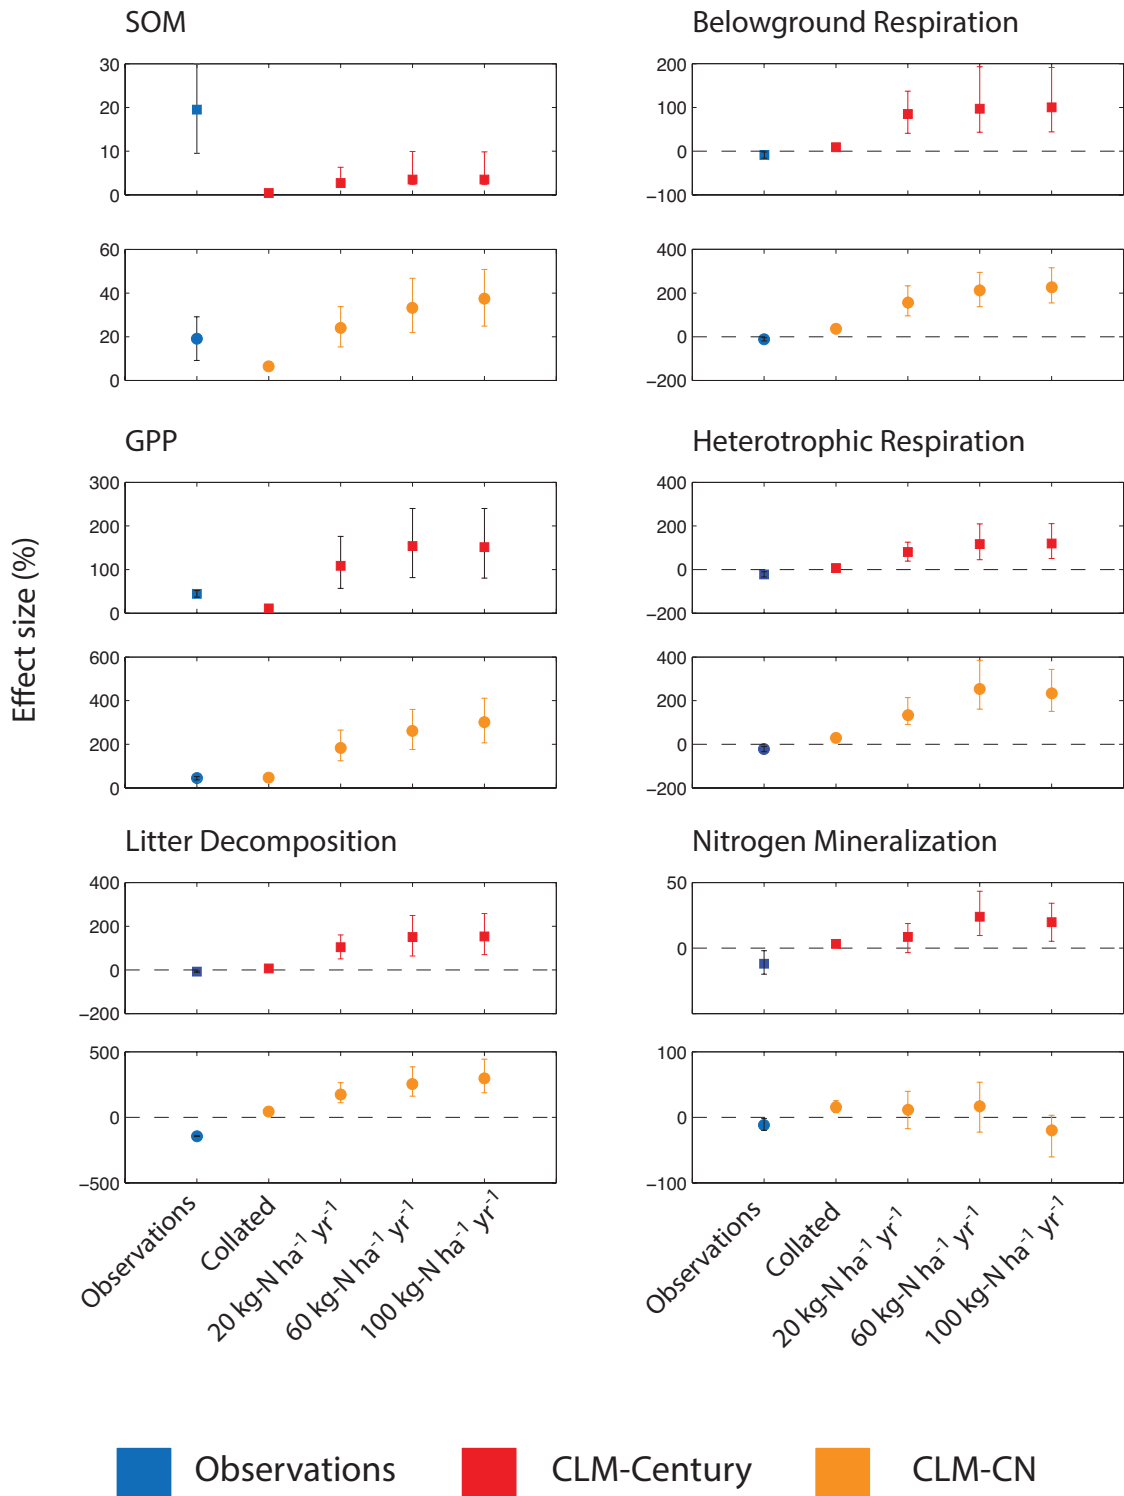 SOM
30
20
10
0
60
40
20
0
Belowground Respiration
200
100
0
−100
400
200
0
−200
Effect size (%)
GPP
300
200
100
0
600
400
200
0
Heterotrophic Respiration
400
200
0
−200
400
200
0
−200
Litter Decomposition
400
200
0
−200
500
0
−500
Observations
Collated
20 kg-N ha⁻¹ yr⁻¹
60 kg-N ha⁻¹ yr⁻¹
100 kg-N ha⁻¹ yr⁻¹
Nitrogen Mineralization
50
0
100
0
−100
Observations
Collated
20 kg-N ha⁻¹ yr⁻¹
60 kg-N ha⁻¹ yr⁻¹
100 kg-N ha⁻¹ yr⁻¹
Observations
CLM-Century
CLM-CN